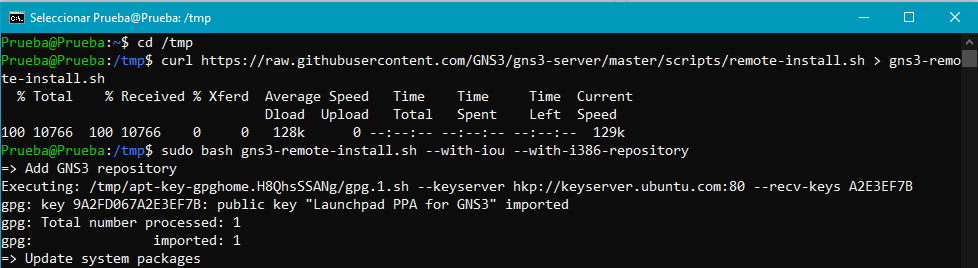 Seleccionar Prueba@Prueba: /tmp
Prueba@Prueba:~$ cd /tmp
Prueba@Prueba:/tmp$ curl https://raw.githubusercontent.com/GNS3/gns3-server/master/scripts/remote-install.sh > gns3-remo
te-install.sh
  % Total    % Received % Xferd  Average Speed   Time    Time     Time  Current
                                 Dload  Upload   Total   Spent    Left  Speed
100 10766  100 10766    0     0   128k      0 --:--:-- --:--:-- --:--:--  129k
Prueba@Prueba:/tmp$ sudo bash gns3-remote-install.sh --with-iou --with-i386-repository
=> Add GNS3 repository
Executing: /tmp/apt-key-gpghome.H8QhsSSANg/gpg.1.sh --keyserver hkp://keyserver.ubuntu.com:80 --recv-keys A2E3EF7B
gpg: key 9A2FD067A2E3EF7B: public key "Launchpad PPA for GNS3" imported
gpg: Total number processed: 1
gpg:               imported: 1
=> Update system packages